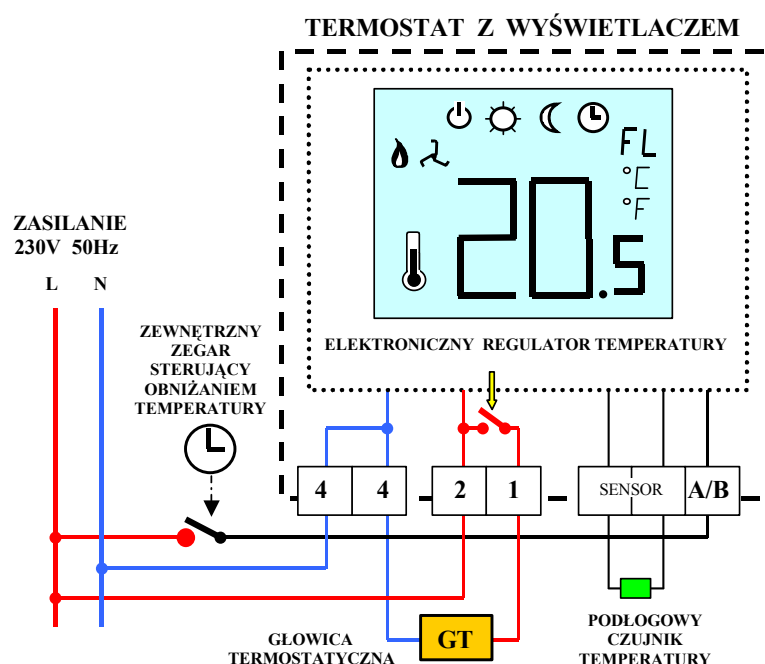 TERMOSTAT Z WYŚWIETLACZEM
FL
°C
°F
20.5
ZASILANIE
230V 50Hz
L N
ZEWNĘTRZNY
ZEGAR
STERUJĄCY
OBNIŻANIEM
TEMPERATURY
ELEKTRONICZNY REGULATOR TEMPERATURY
4 4 2 1 SENSOR A/B
GŁOWICA
TERMOSTATYCZNA
GT
PODŁOGOWY
CZUJNIK
TEMPERATURY